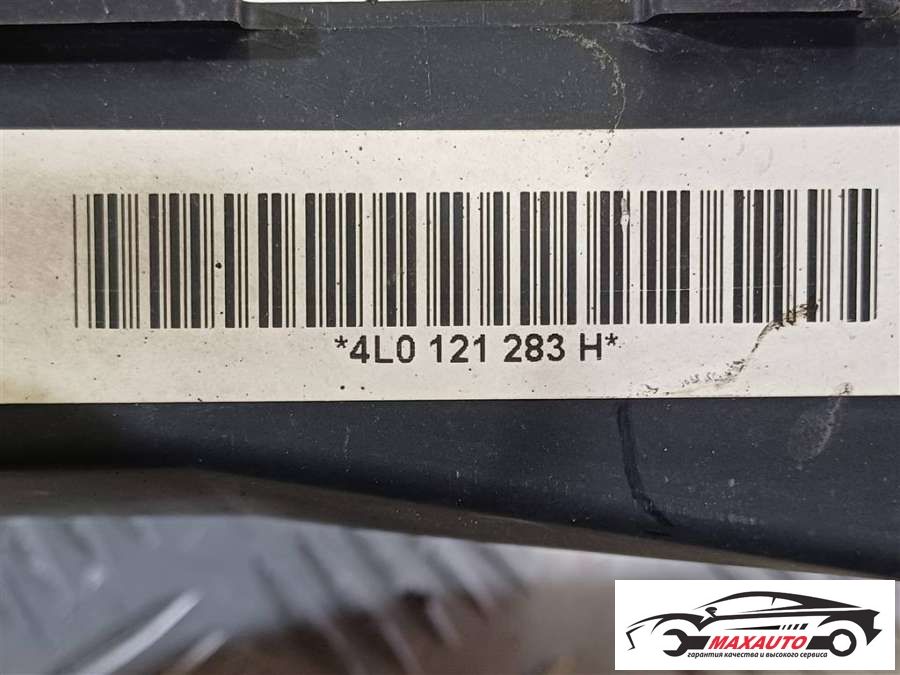 *4L0 121 283 H*
MAXAUTO
гарантия качества и высокого сервиса